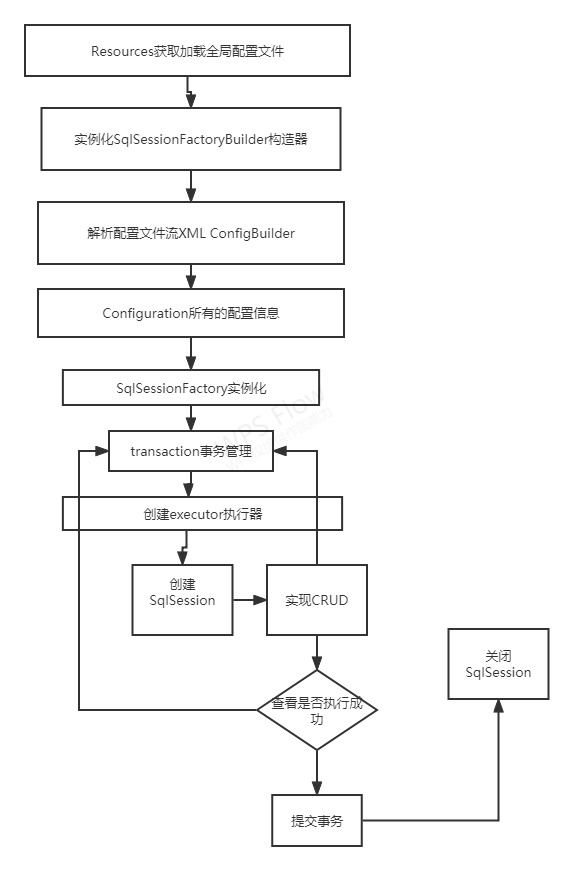 Resources获取加载全局配置文件
实例化SqlSessionFactoryBuilder构造器
解析配置文件流XML ConfigBuilder
Configuration所有的配置信息
SqlSessionFactory实例化
WPS Flow
transaction事务管理
创建executor执行器
创建
SqlSession
实现CRUD
关闭
SqlSession
查看是否执行成
功
提交事务